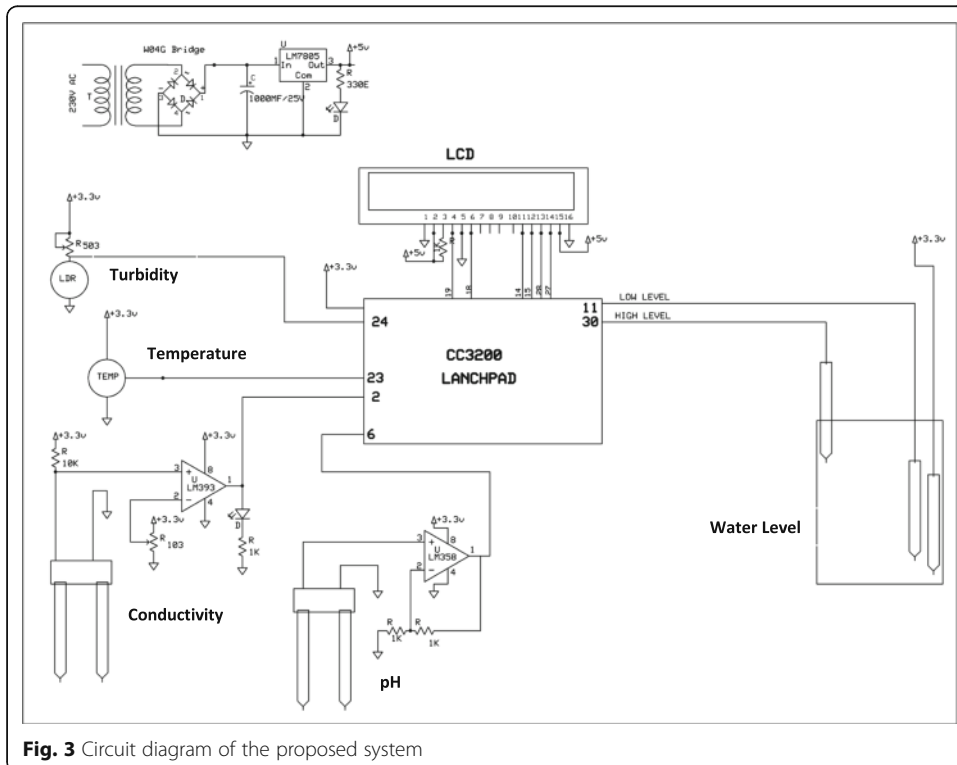 W04G Bridge
230V AC
T
2
D
3
1
4
C
1000MF/25V
U
LM7805
1 In Out 3
Com
2
+5v
R
330E
D
LCD
1 2 3 4 5 6 7 8 9 10 11 12 13 14 15 16
+5v
R
+5v
19 18 14 15 28 27
+3.3v
R
503
LDR
Turbidity
+3.3v
TEMP
Temperature
+3.3v
24
23
2
6
CC3200
LANCHPAD
11
30
LOW LEVEL
HIGH LEVEL
+3.3v
Water Level
+3.3v
R
10K
3 +
2 -
U
LM393
8
1
4
+3.3v
+3.3v
R
103
D
R
1K
Conductivity
+3.3v
3 +
2 -
U
LM358
8
1
4
R
1K
R
1K
pH
Fig. 3 Circuit diagram of the proposed system